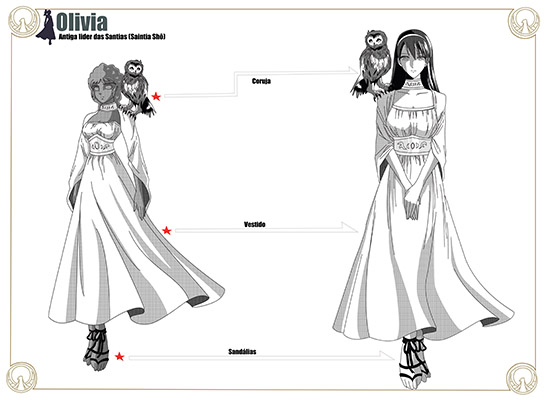 Olivia
Antiga líder das Santias (Saintia Shô)
Coruja
Vestido
Sandálias